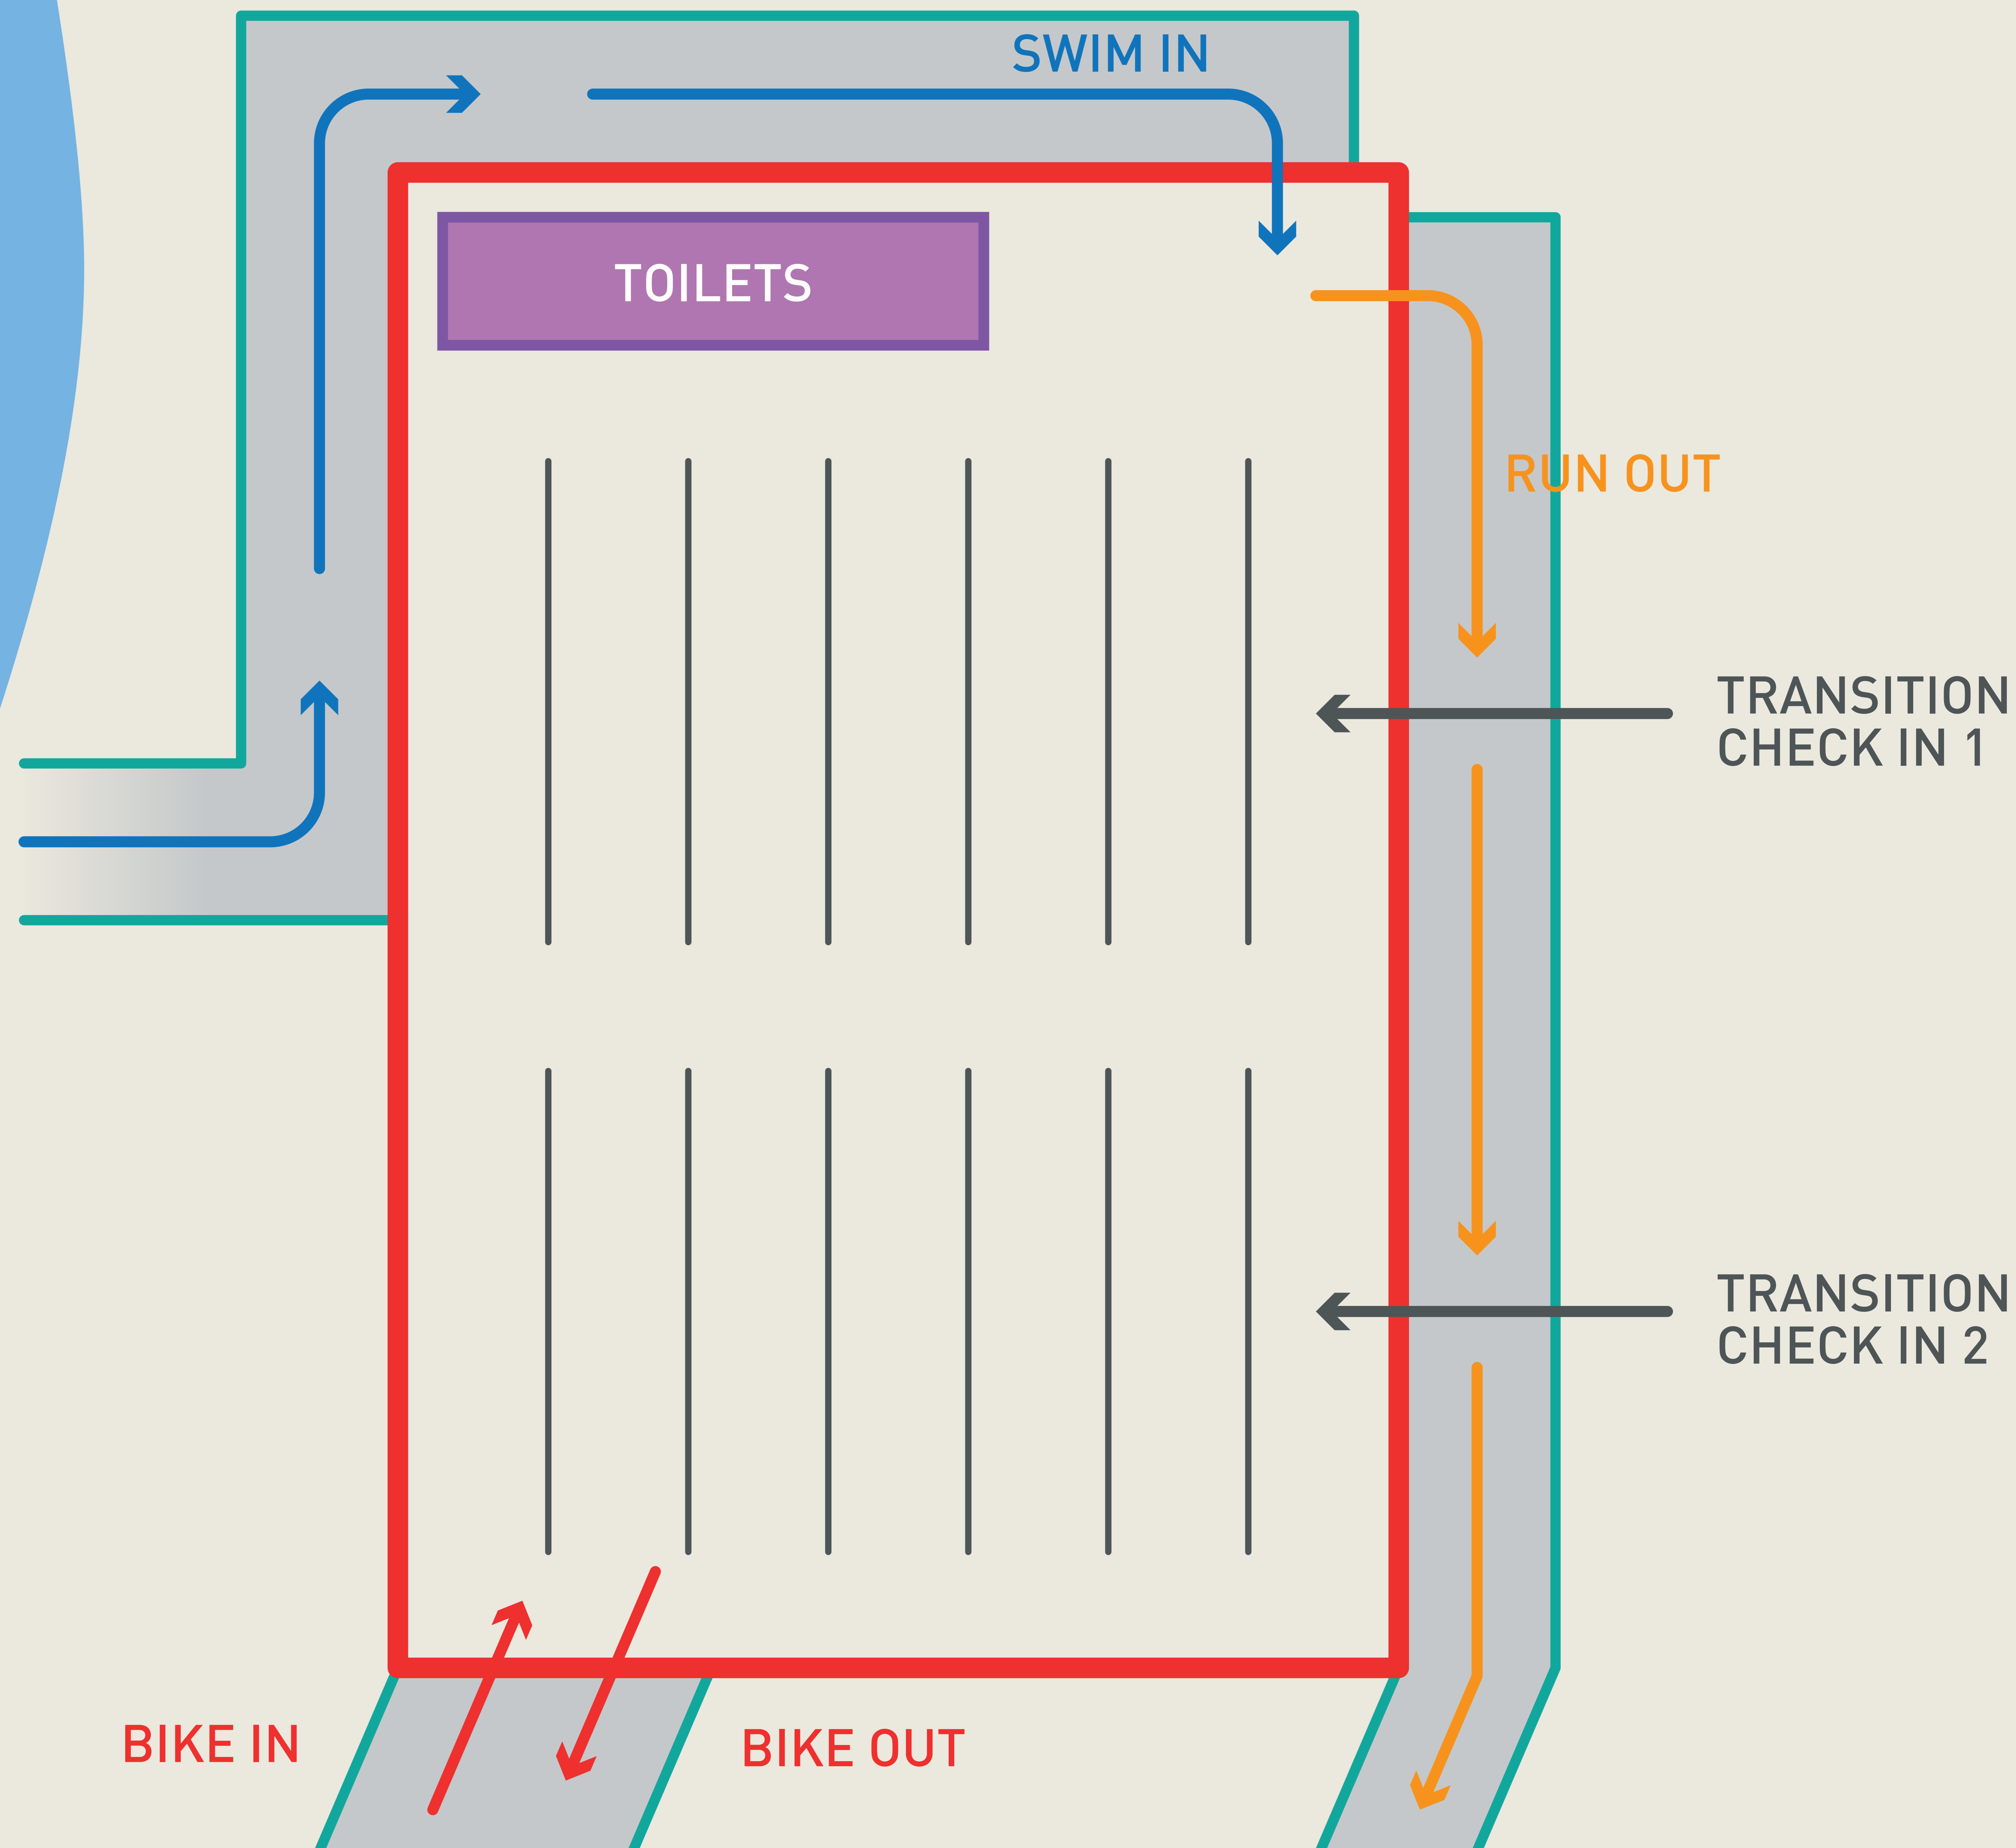 SWIM IN
TOILETS
RUN OUT
TRANSITION
CHECK IN 1
TRANSITION
CHECK IN 2
BIKE IN
BIKE OUT